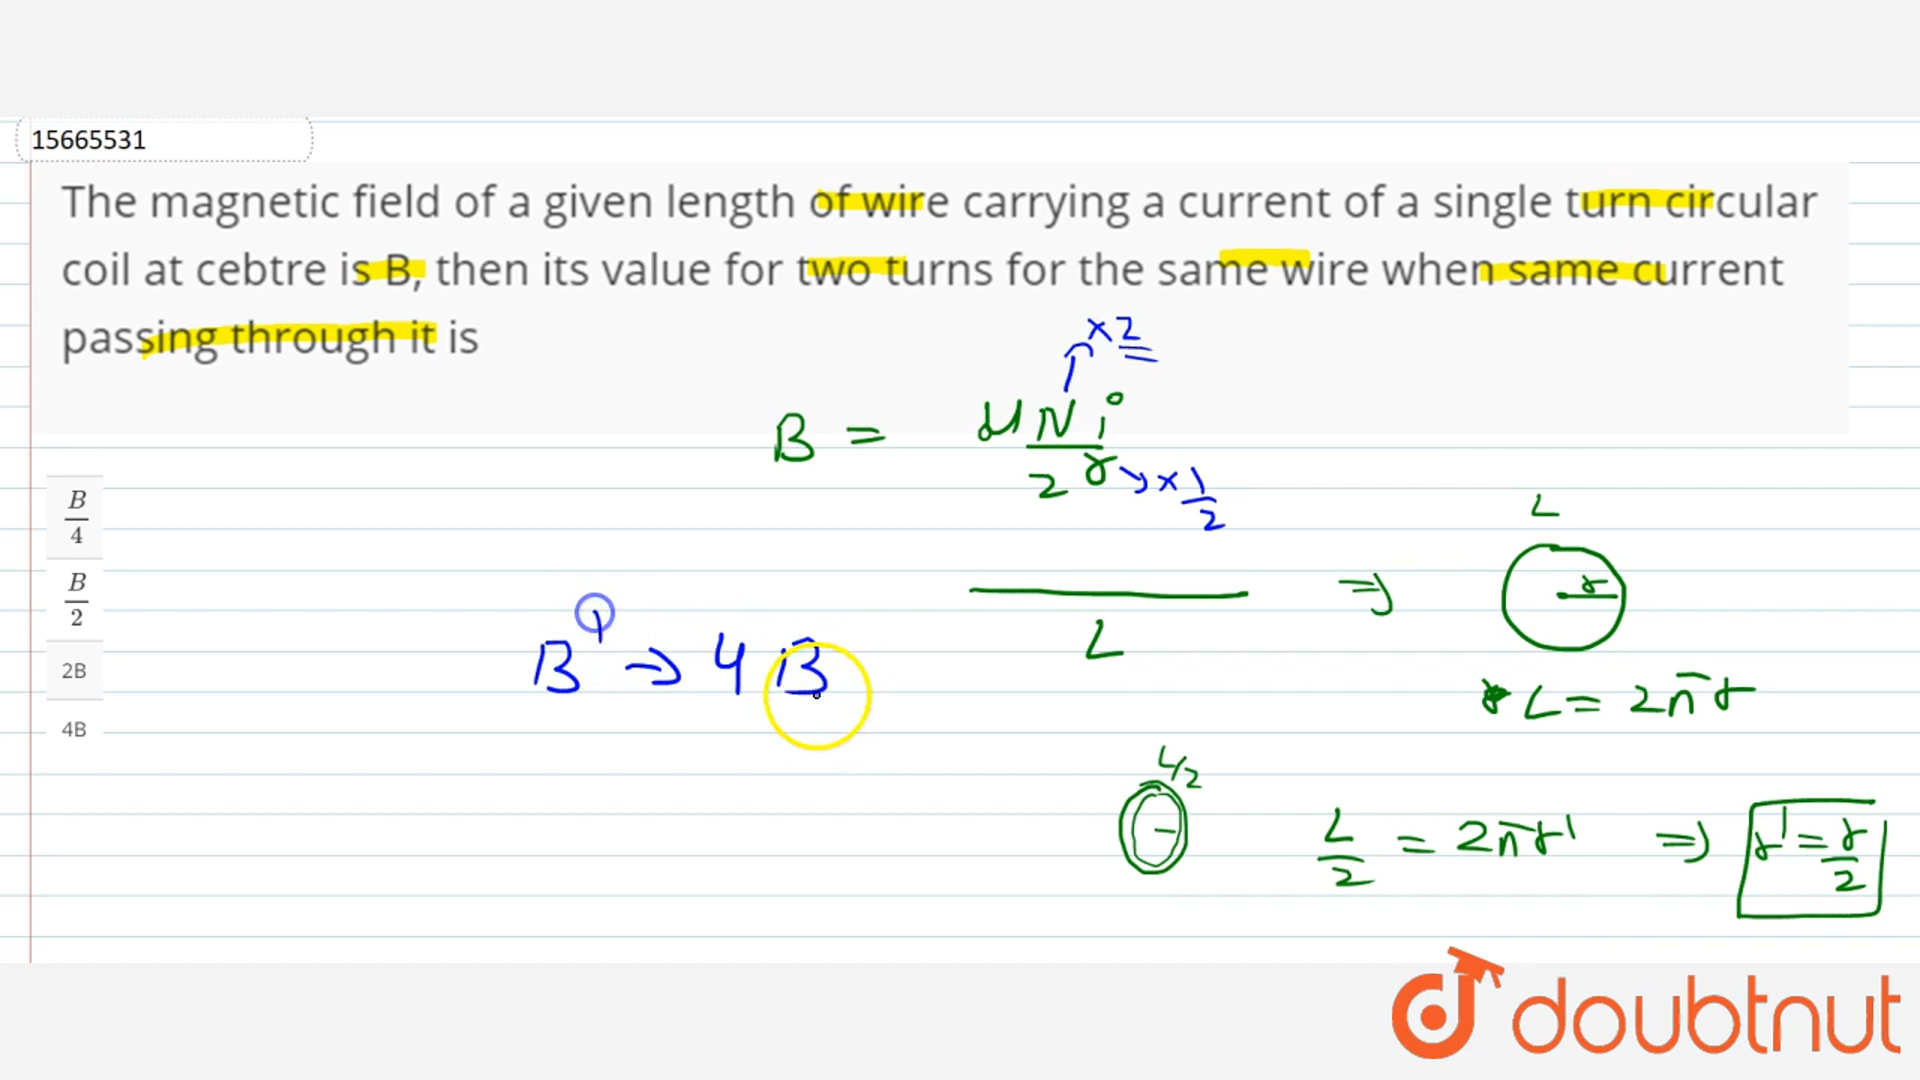 15665531
The magnetic field of a given length of wire carrying a current of a single turn circular
coil at cebtre is B, then its value for two turns for the same wire when same current
passing through it is
×2
B = μNi/2r
→ × 1/2
B/4
B/2
2B
4B
B' ⇒ 4B
L ⇒
L
r
L = 2πr
L/2
L/2 = 2πr' ⇒ r' = r/2
doubtnut